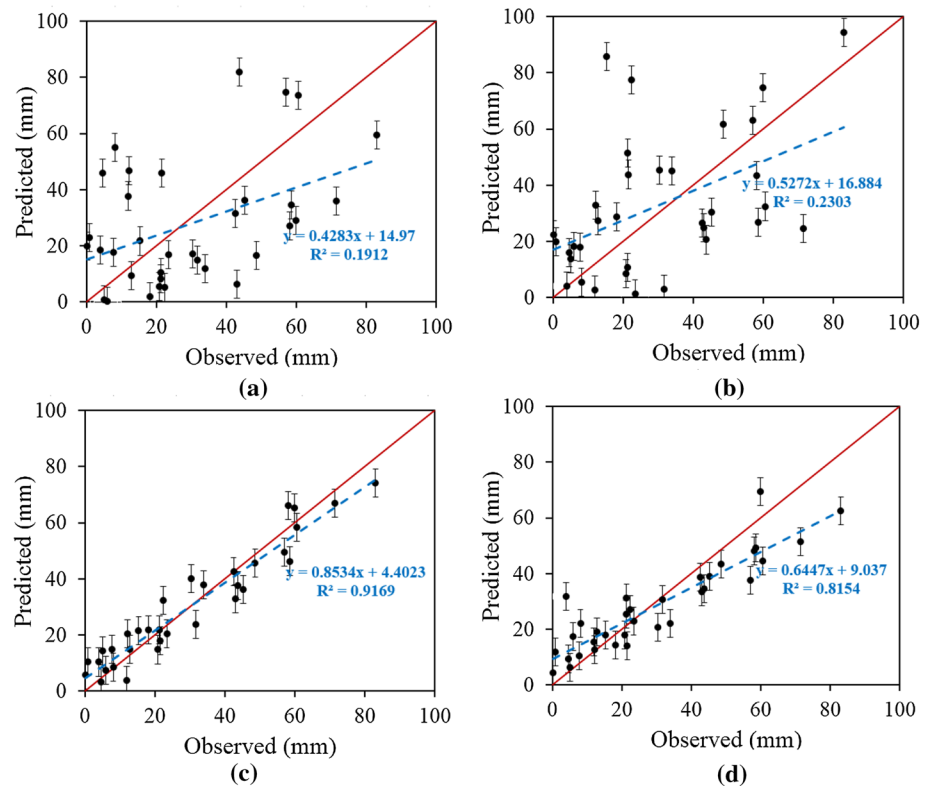 100
80
60
40
20
0
Predicted (mm)
y = 0.4283x + 14.97
R² = 0.1912
0 20 40 60 80 100
Observed (mm)
(a)
100
80
60
40
20
0
Predicted (mm)
y = 0.5272x + 16.884
R² = 0.2303
0 20 40 60 80 100
Observed (mm)
(b)
100
80
60
40
20
0
Predicted (mm)
y = 0.8534x + 4.4023
R² = 0.9169
0 20 40 60 80 100
Observed (mm)
(c)
100
80
60
40
20
0
Predicted (mm)
y = 0.6447x + 9.037
R² = 0.8154
0 20 40 60 80 100
Observed (mm)
(d)